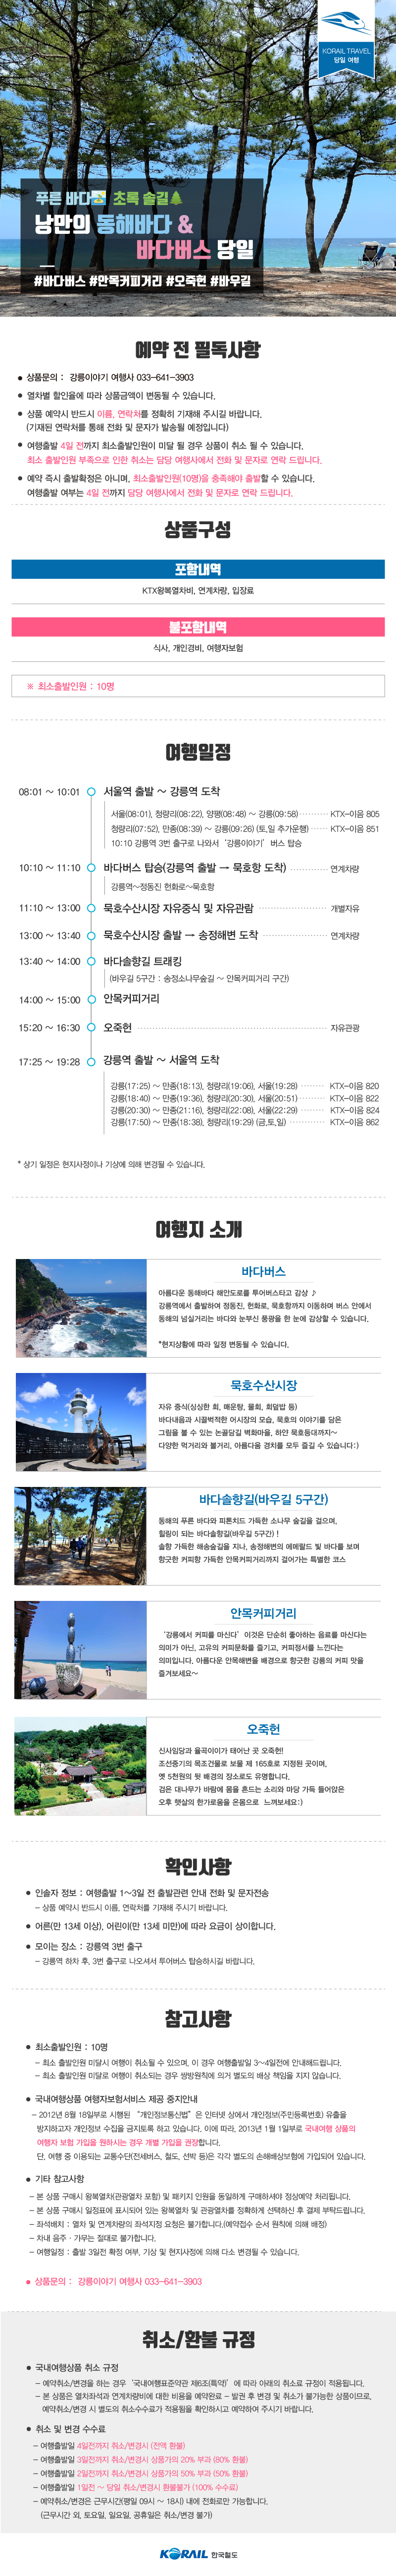 KORAIL TRAVEL
당일 여행
푸른 바다 초록 솔길
낭만의 동해바다 &
바다버스 당일
#바다버스 #안목커피거리 #오죽헌 #바우길
예약 전 필독사항
● 상품문의 : 강릉이야기 여행사 033-641-3903
● 열차별 할인율에 따라 상품금액이 변동될 수 있습니다.
● 상품 예약시 반드시 이름, 연락처를 정확히 기재해 주시길 바랍니다.
(기재된 연락처를 통해 전화 및 문자가 발송될 예정입니다)
● 여행출발 4일 전까지 최소출발인원이 미달 될 경우 상품이 취소 될 수 있습니다.
최소 출발인원 부족으로 인한 취소는 담당 여행사에서 전화 및 문자로 연락 드립니다.
● 예약 즉시 출발확정은 아니며, 최소출발인원(10명)을 충족해야 출발할 수 있습니다.
여행출발 여부는 4일 전까지 담당 여행사에서 전화 및 문자로 연락 드립니다.
상품구성
포함내역
KTX왕복열차비, 연계차량, 입장료
불포함내역
식사, 개인경비, 여행자보험
※ 최소출발인원 : 10명
여행일정
08:01 ~ 10:01 서울역 출발 ~ 강릉역 도착
서울(08:01), 청량리(08:22), 양평(08:48) ~ 강릉(09:58) KTX-이음 805
청량리(07:52), 만종(08:39) ~ 강릉(09:26) (토,일 추가운행) KTX-이음 851
10:10 강릉역 3번 출구로 나와서 '강릉이야기' 버스 탑승
10:10 ~ 11:10 바다버스 탑승(강릉역 출발 → 묵호항 도착) 연계차량
강릉역~정동진 헌화로~묵호항
11:10 ~ 13:00 묵호수산시장 자유중식 및 자유관람 개별자유
13:00 ~ 13:40 묵호수산시장 출발 → 송정해변 도착 연계차량
13:40 ~ 14:00 바다솔향길 트래킹
(바우길 5구간 : 송정소나무숲길 ~ 안목커피거리 구간)
14:00 ~ 15:00 안목커피거리
15:20 ~ 16:30 오죽헌 자유관광
17:25 ~ 19:28 강릉역 출발 ~ 서울역 도착
강릉(17:25) ~ 만종(18:13), 청량리(19:06), 서울(19:28) KTX-이음 820
강릉(18:40) ~ 만종(19:36), 청량리(20:30), 서울(20:51) KTX-이음 822
강릉(20:30) ~ 만종(21:16), 청량리(22:08), 서울(22:29) KTX-이음 824
강릉(17:50) ~ 만종(18:38), 청량리(19:29) (금,토,일) KTX-이음 862
* 상기 일정은 현지사정이나 기상에 의해 변경될 수 있습니다.
여행지 소개
바다버스
아름다운 동해바다 해안도로를 투어버스타고 감상 ♪
강릉역에서 출발하여 정동진, 헌화로, 묵호항까지 이동하며 버스 안에서
동해의 넘실거리는 바다와 눈부신 풍광을 한 눈에 감상할 수 있습니다.
*현지상황에 따라 일정 변동될 수 있습니다.
묵호수산시장
자유 중식(싱싱한 회, 매운탕, 물회, 회덮밥 등)
바다내음과 시끌벅적한 어시장의 모습, 묵호의 이야기를 담은
그림을 볼 수 있는 논골담길 벽화마을, 하얀 묵호등대까지~
다양한 먹거리와 볼거리, 아름다움 경치를 모두 즐길 수 있습니다:)
바다솔향길(바우길 5구간)
동해의 푸른 바다와 피톤치드 가득한 소나무 숲길을 걸으며,
힐링이 되는 바다솔향길(바우길 5구간) !
솔향 가득한 해송숲길을 지나, 송정해변의 에메랄드 빛 바다를 보며
향긋한 커피향 가득한 안목커피거리까지 걸어가는 특별한 코스
안목커피거리
'강릉에서 커피를 마신다' 이것은 단순히 좋아하는 음료를 마신다는
의미가 아닌, 고유의 커피문화를 즐기고, 커피정서를 느낀다는
의미입니다. 아름다운 안목해변을 배경으로 향긋한 강릉의 커피 맛을
즐겨보세요~
오죽헌
신사임당과 율곡이이가 태어난 곳 오죽헌!
조선중기의 목조건물로 보물 제 165호로 지정된 곳이며,
옛 5천원의 뒷 배경의 장소로도 유명합니다.
검은 대나무가 바람에 몸을 흔드는 소리와 마당 가득 들어앉은
오후 햇살의 한가로움을 온몸으로 느껴보세요:)
확인사항
● 인솔자 정보 : 여행출발 1~3일 전 출발관련 안내 전화 및 문자전송
- 상품 예약시 반드시 이름, 연락처를 기재해 주시기 바랍니다.
● 어른(만 13세 이상), 어린이(만 13세 미만)에 따라 요금이 상이합니다.
● 모이는 장소 : 강릉역 3번 출구
- 강릉역 하차 후, 3번 출구로 나오셔서 투어버스 탑승하시길 바랍니다.
참고사항
● 최소출발인원 : 10명
- 최소 출발인원 미달시 여행이 취소될 수 있으며, 이 경우 여행출발일 3~4일전에 안내해드립니다.
- 최소 출발인원 미달로 여행이 취소되는 경우 쌍방원칙에 의거 별도의 배상 책임을 지지 않습니다.
● 국내여행상품 여행자보험서비스 제공 중지안내
- 2012년 8월 18일부로 시행된 "개인정보통신법"은 인터넷 상에서 개인정보(주민등록번호) 유출을
방지하고자 개인정보 수집을 금지토록 하고 있습니다. 이에 따라, 2013년 1월 1일부로 국내여행 상품의
여행자 보험 가입을 원하시는 경우 개별 가입을 권장합니다.
단, 여행 중 이용되는 교통수단(전세버스, 철도, 선박 등)은 각각 별도의 손해배상보험에 가입되어 있습니다.
● 기타 참고사항
- 본 상품 구매시 왕복열차(관광열차 포함) 및 패키지 인원을 동일하게 구매하셔야 정상예약 처리됩니다.
- 본 상품 구매시 일정표에 표시되어 있는 왕복열차 및 관광열차를 정확하게 선택하신 후 결제 부탁드립니다.
- 좌석배치 : 열차 및 연계차량의 좌석지정 요청은 불가합니다.(예약접수 순서 원칙에 의해 배정)
- 차내 음주 · 가무는 절대로 불가합니다.
- 여행일정 : 출발 3일전 확정 여부, 기상 및 현지사정에 의해 다소 변경될 수 있습니다.
● 상품문의 : 강릉이야기 여행사 033-641-3903
취소/환불 규정
● 국내여행상품 취소 규정
- 예약취소/변경을 하는 경우 '국내여행표준약관 제6조(특약)' 에 따라 아래의 취소료 규정이 적용됩니다.
- 본 상품은 열차좌석과 연계차량비에 대한 비용을 예약완료 - 발권 후 변경 및 취소가 불가능한 상품이므로,
예약취소/변경 시 별도의 취소수수료가 적용됨을 확인하시고 예약하여 주시기 바랍니다.
● 취소 및 변경 수수료
- 여행출발일 4일전까지 취소/변경시 (전액 환불)
- 여행출발일 3일전까지 취소/변경시 상품가의 20% 부과 (80% 환불)
- 여행출발일 2일전까지 취소/변경시 상품가의 50% 부과 (50% 환불)
- 여행출발일 1일전 ~ 당일 취소/변경시 환불불가 (100% 수수료)
- 예약취소/변경은 근무시간(평일 09시 ~ 18시) 내에 전화로만 가능합니다.
(근무시간 외, 토요일, 일요일, 공휴일은 취소/변경 불가)
KORAIL 한국철도